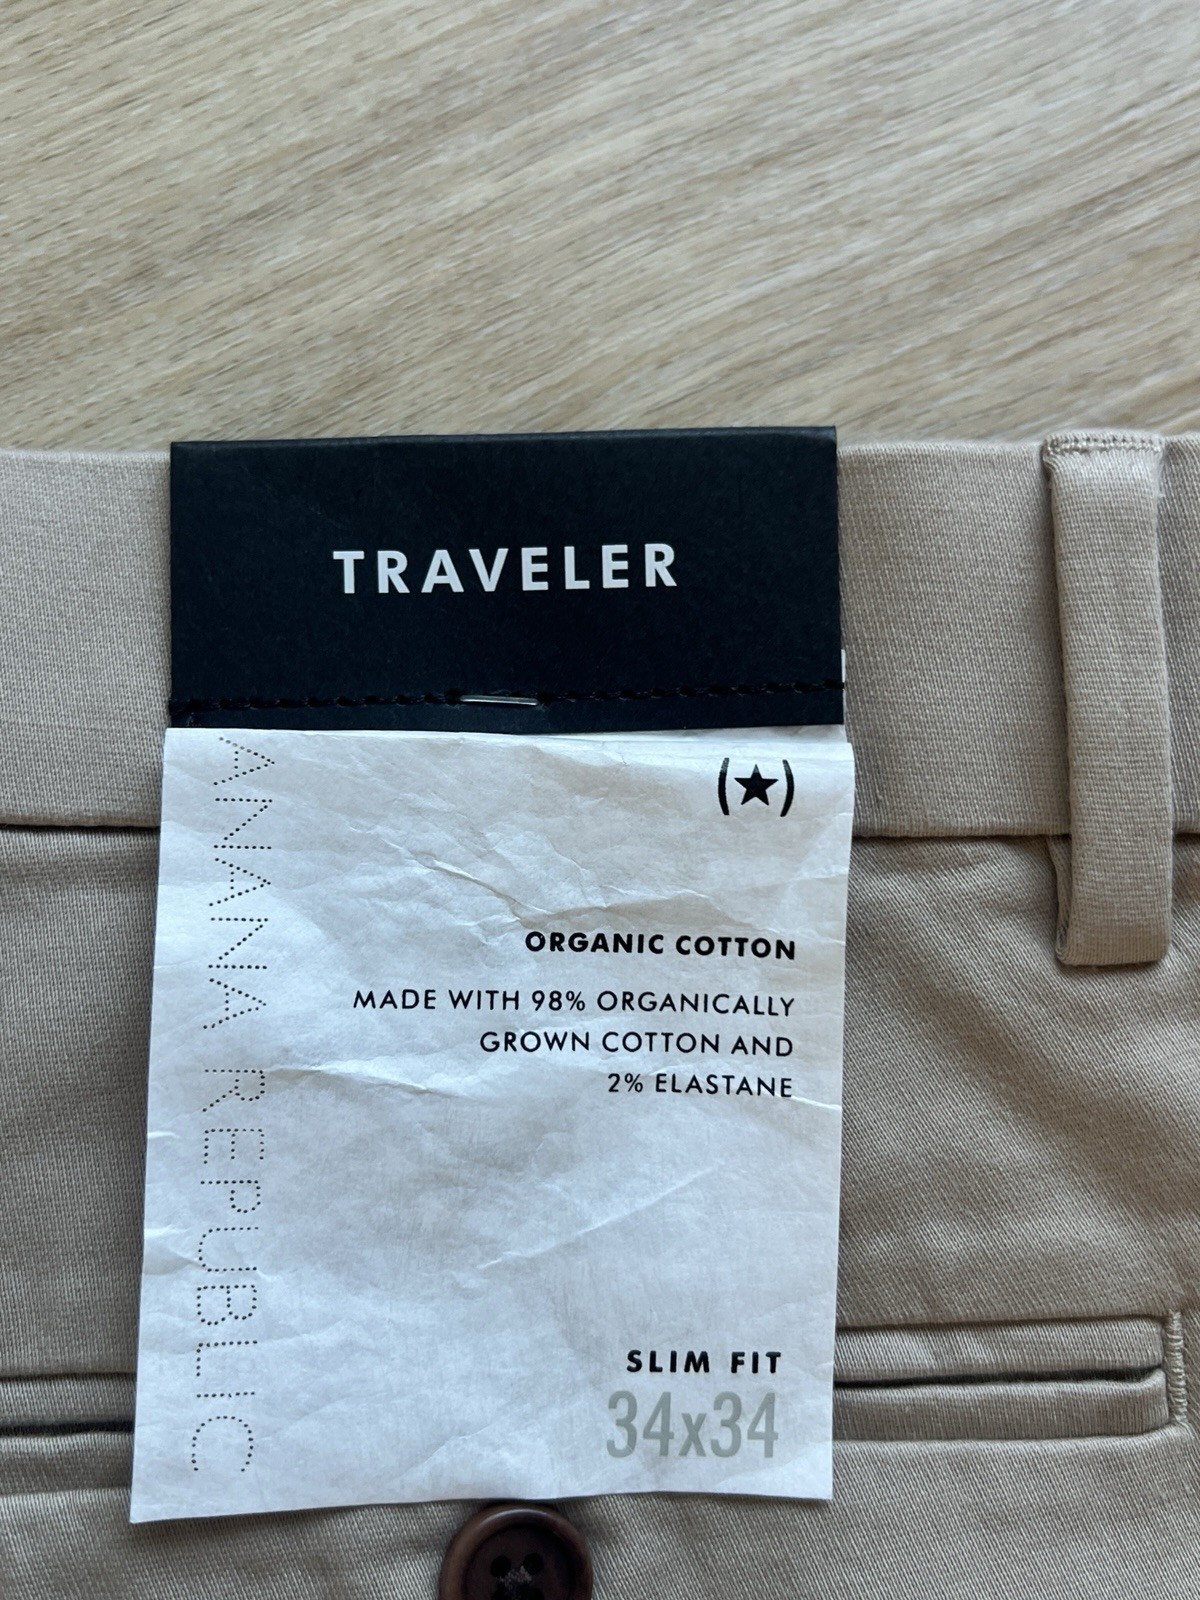 TRAVELER
(★)
ANANA REPUBLIC
ORGANIC COTTON
MADE WITH 98% ORGANICALLY
GROWN COTTON AND
2% ELASTANE
SLIM FIT
34x34